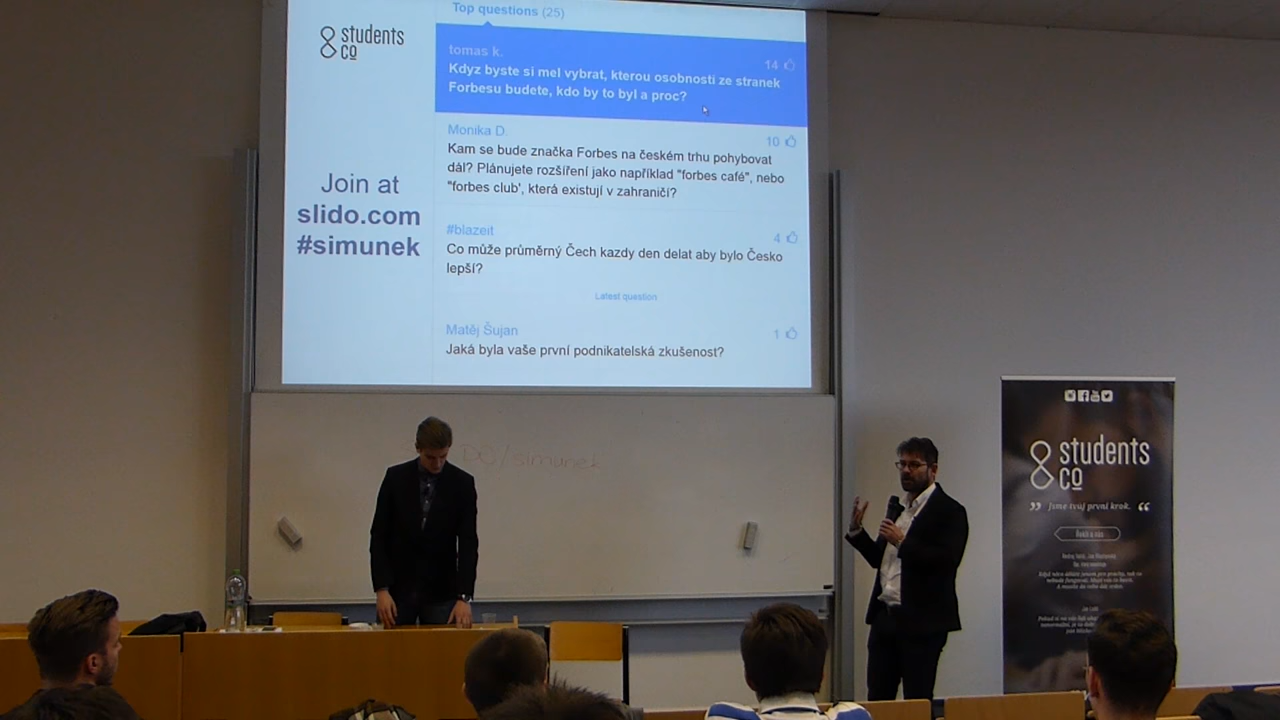 Top questions (25)
students
co
tomas k.
14
Kdyz byste si mel vybrat, kterou osobnosti ze stranek
Forbesu budete, kdo by to byl a proc?
Monika D.
10
Kam se bude značka Forbes na českém trhu pohybovat
dál? Plánujete rozšíření jako například "forbes café", nebo
"forbes club', která existují v zahraničí?
Join at
slido.com
#simunek
#blazeit
4
Co může průměrný Čech kazdy den delat aby bylo Česko
lepší?
Latest question
Matěj Šujan
1
Jaká byla vaše první podnikatelská zkušenost?
/simunek
students
co
„ Jsme tvůj první krok. “